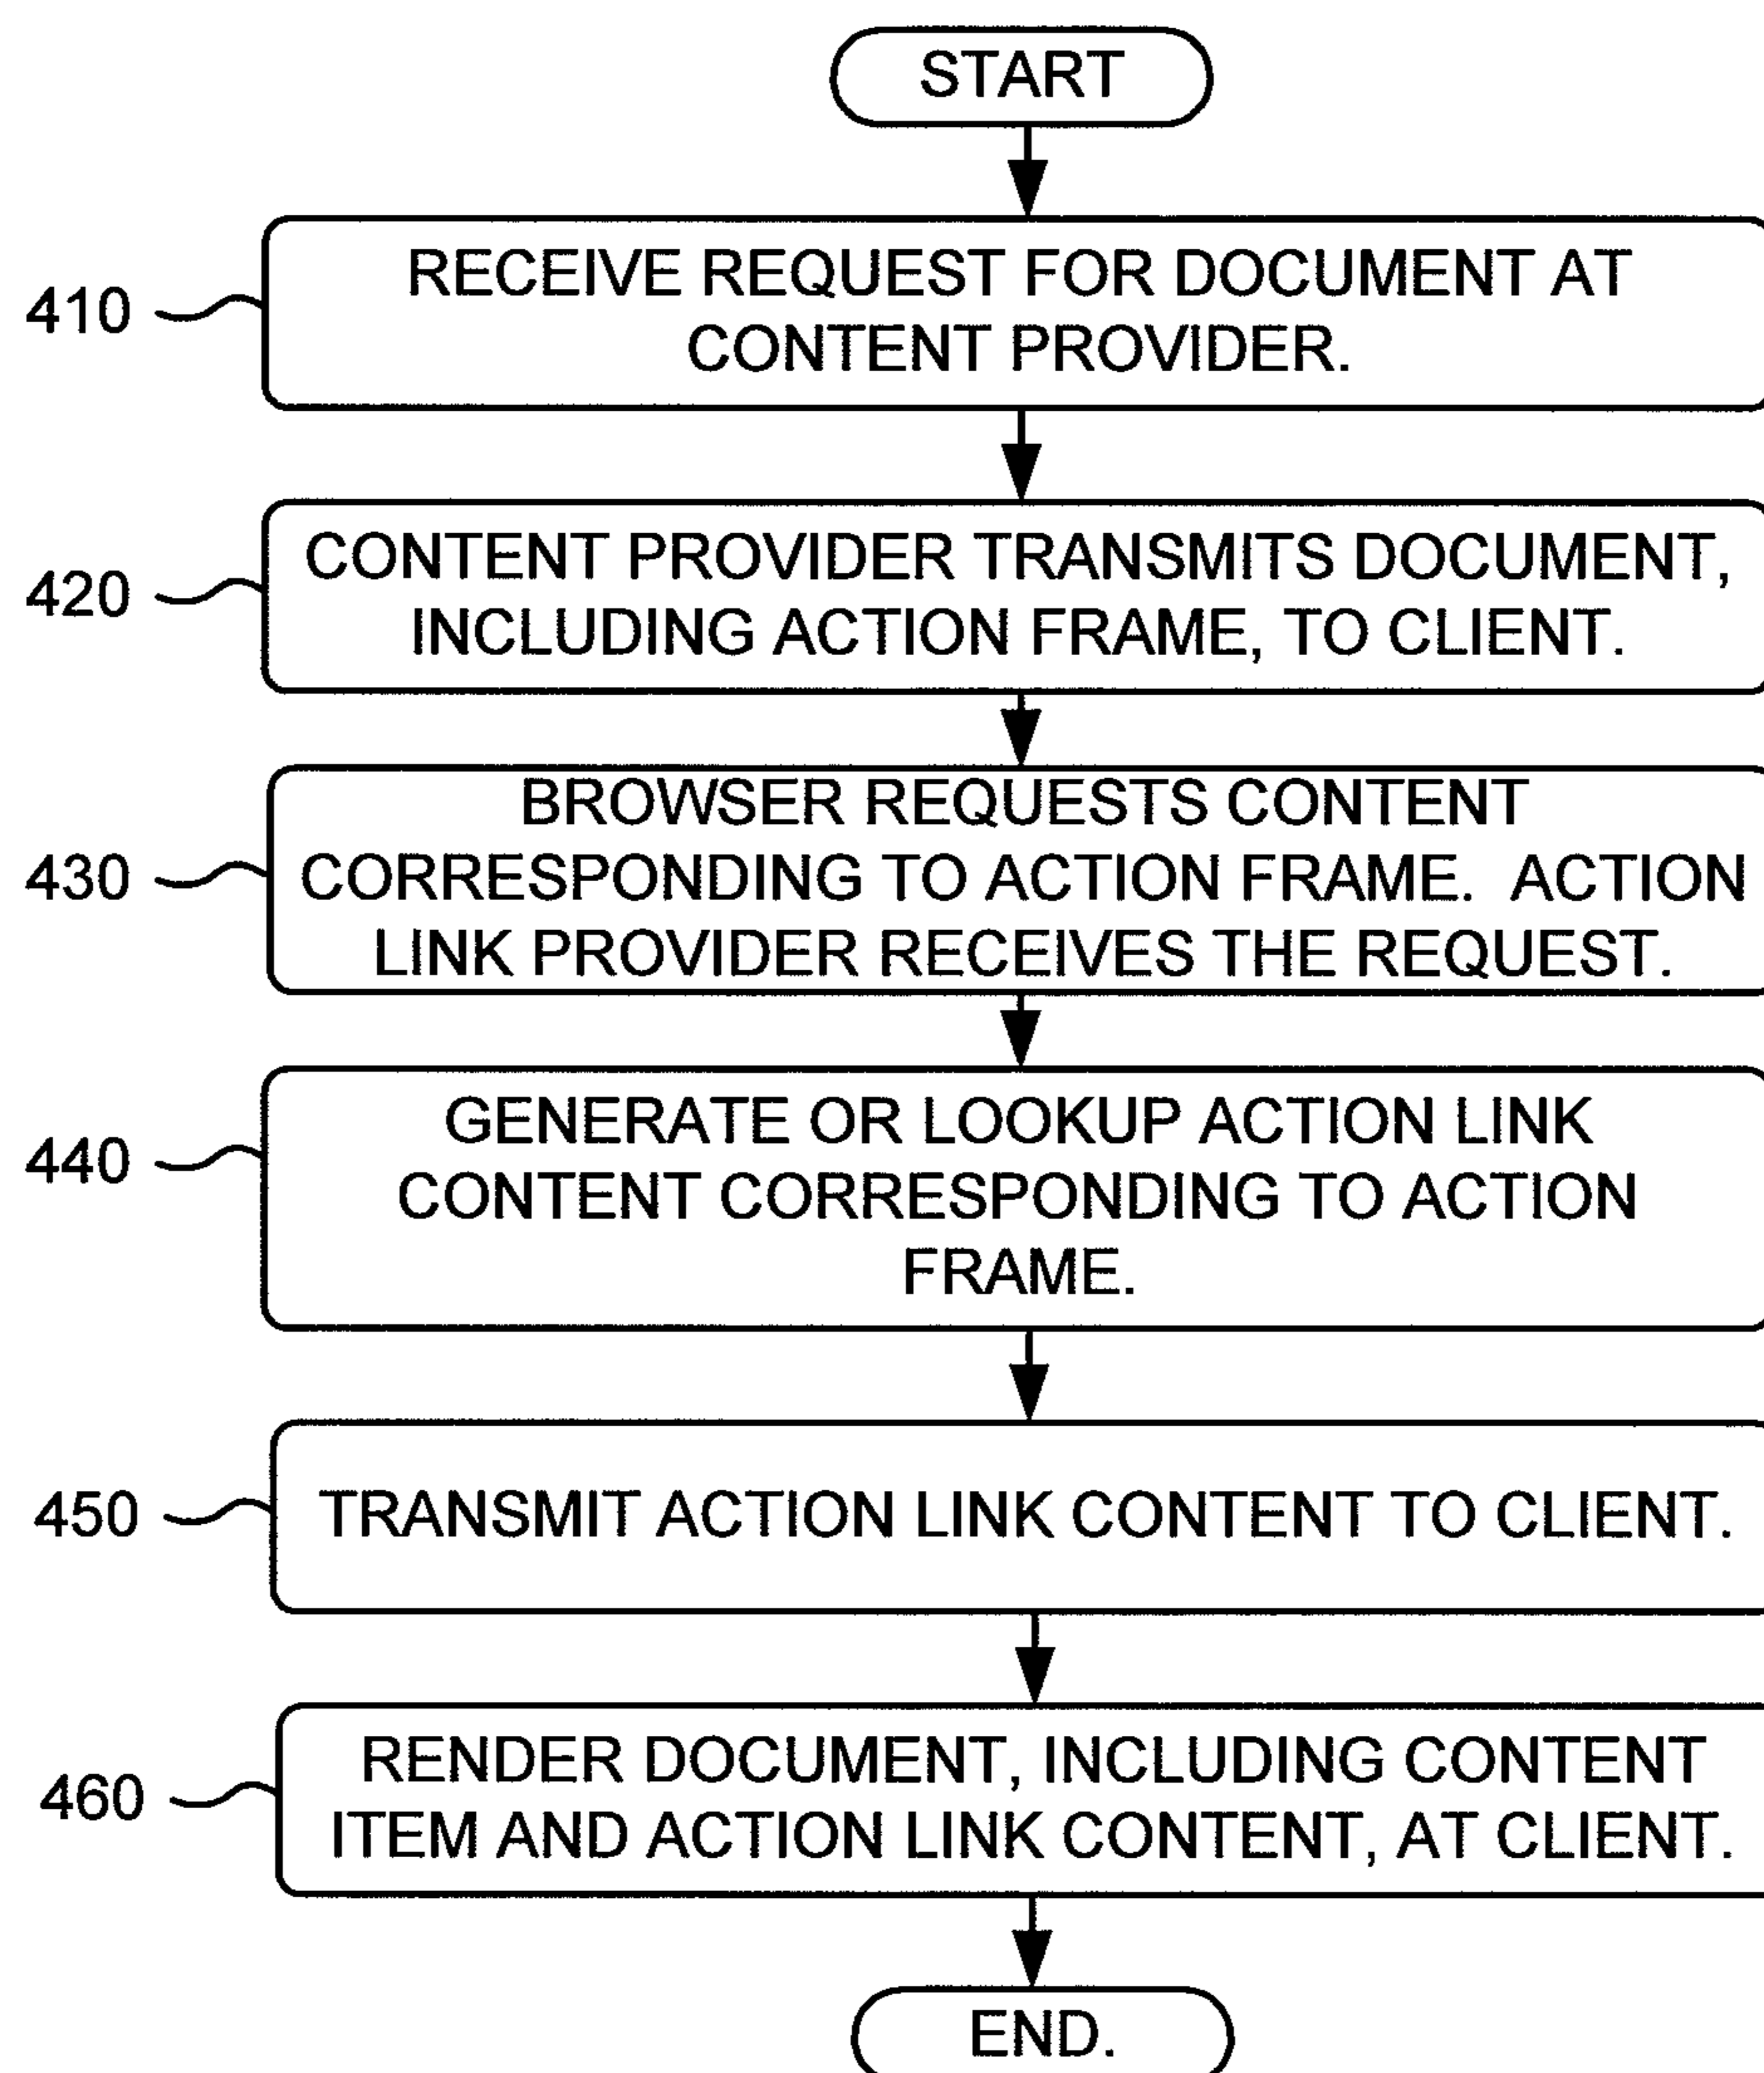 START
410
RECEIVE REQUEST FOR DOCUMENT AT
CONTENT PROVIDER.
420
CONTENT PROVIDER TRANSMITS DOCUMENT,
INCLUDING ACTION FRAME, TO CLIENT.
430
BROWSER REQUESTS CONTENT
CORRESPONDING TO ACTION FRAME. ACTION
LINK PROVIDER RECEIVES THE REQUEST.
440
GENERATE OR LOOKUP ACTION LINK
CONTENT CORRESPONDING TO ACTION
FRAME.
450
TRANSMIT ACTION LINK CONTENT TO CLIENT.
460
RENDER DOCUMENT, INCLUDING CONTENT
ITEM AND ACTION LINK CONTENT, AT CLIENT.
END.